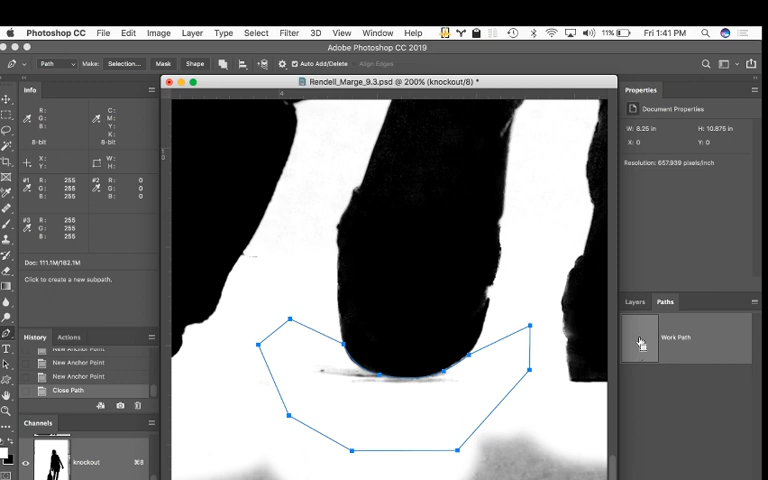 Photoshop CC File Edit Image Layer Type Select Filter 3D View Window Help 11% Fri 1:41 PM
Adobe Photoshop CC 2019
Path Make: Selection... Mask Shape Auto Add/Delete Align Edges
Info
R:
G:
B:
8-bit
C:
M:
Y:
K:
8-bit
X:
Y:
W:
H:
#1 R: 255
G: 255
B: 255
#2 R: 0
G: 0
B: 0
#3 R: 255
G: 255
B: 255
Doc: 111.1M/182.1M
Click to create a new subpath.
History Actions
New Anchor Point
New Anchor Point
New Anchor Point
Close Path
Channels
knockout ⌘8
Rendell_Marge_9.3.psd @ 200% (knockout/8) *
4
Properties
Document Properties
W: 8.25 in H: 10.875 in
X: 0 Y: 0
Resolution: 657.939 pixels/inch
Layers Paths
Work Path